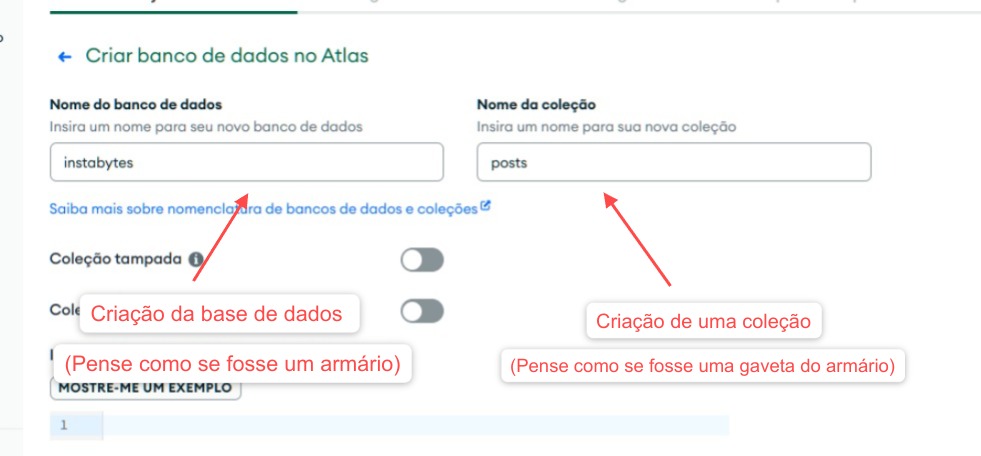 Criar banco de dados no Atlas
Nome do banco de dados
Nome da coleção
Insira um nome para seu novo banco de dados
Insira um nome para sua nova coleção
instabytes
posts
Saiba mais sobre nomenclatura de bancos de dados e coleções
Coleção tampada
Criação da base de dados
Criação de uma coleção
(Pense como se fosse um armário)
(Pense como se fosse uma gaveta do armário)
MOSTRE-ME UM EXEMPLO
1